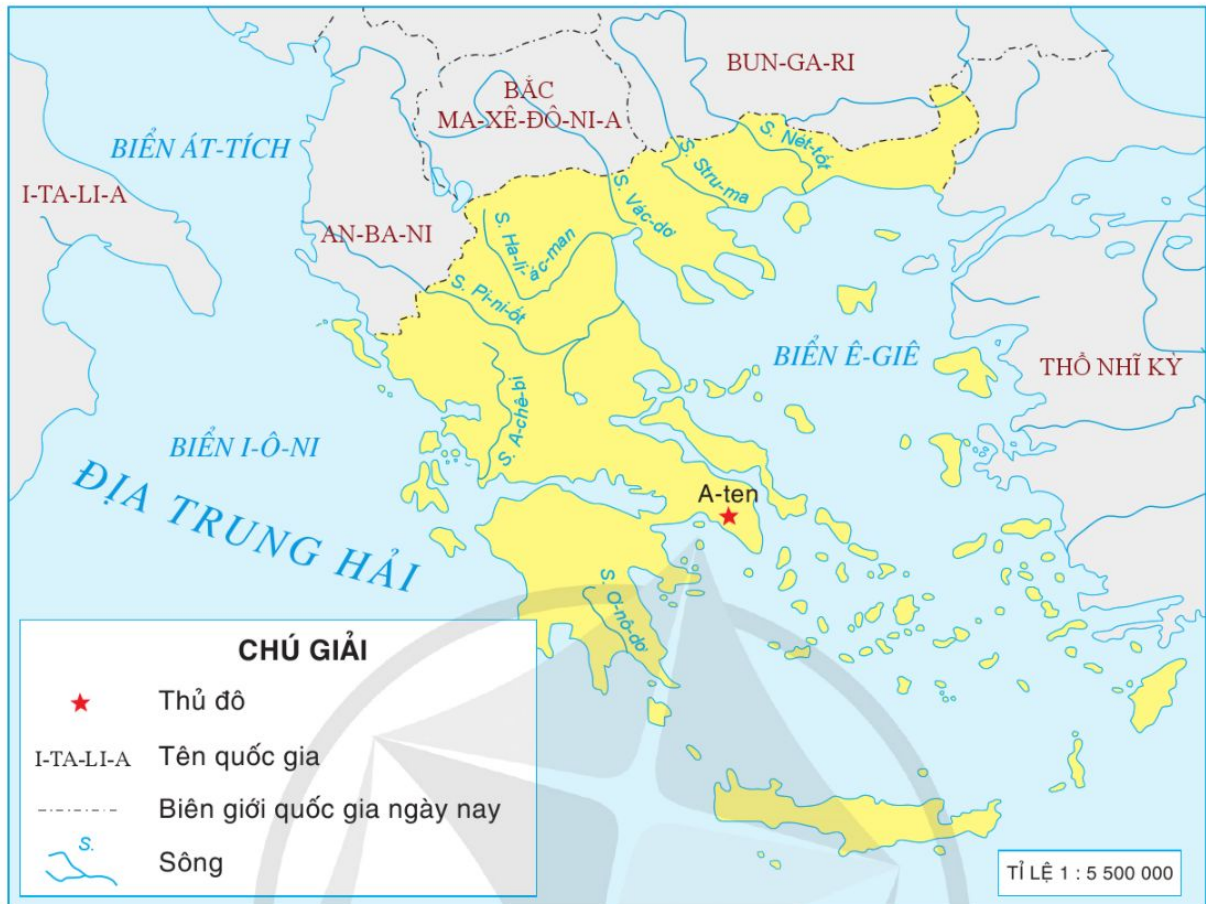 BUN-GA-RI
BẮC
MA-XÊ-ĐÔ-NI-A
S. Nét-tốt
BIỂN ÁT-TÍCH
S. Stru-ma
I-TA-LI-A
S. Vác-dơ
AN-BA-NI
S. Ha-li-ác-man
S. Pi-ni-ốt
BIỂN Ê-GIÊ
THỔ NHĨ KỲ
S. A-chê-bi
BIỂN I-Ô-NI
ĐỊA TRUNG HẢI
A-ten
S. Ơ-nô-dơ
CHÚ GIẢI
Thủ đô
I-TA-LI-A
Tên quốc gia
Biên giới quốc gia ngày nay
S.
Sông
TỈ LỆ 1 : 5 500 000